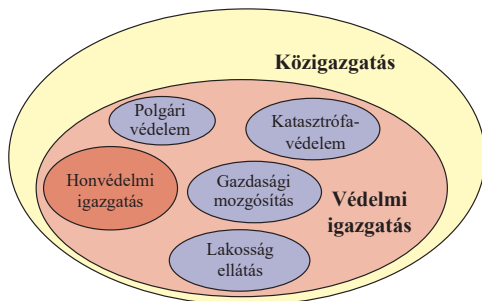 Közigazgatás
Polgári
védelem
Katasztrófa-
védelem
Honvédelmi
igazgatás
Gazdasági
mozgósítás
Védelmi
igazgatás
Lakosság
ellátás